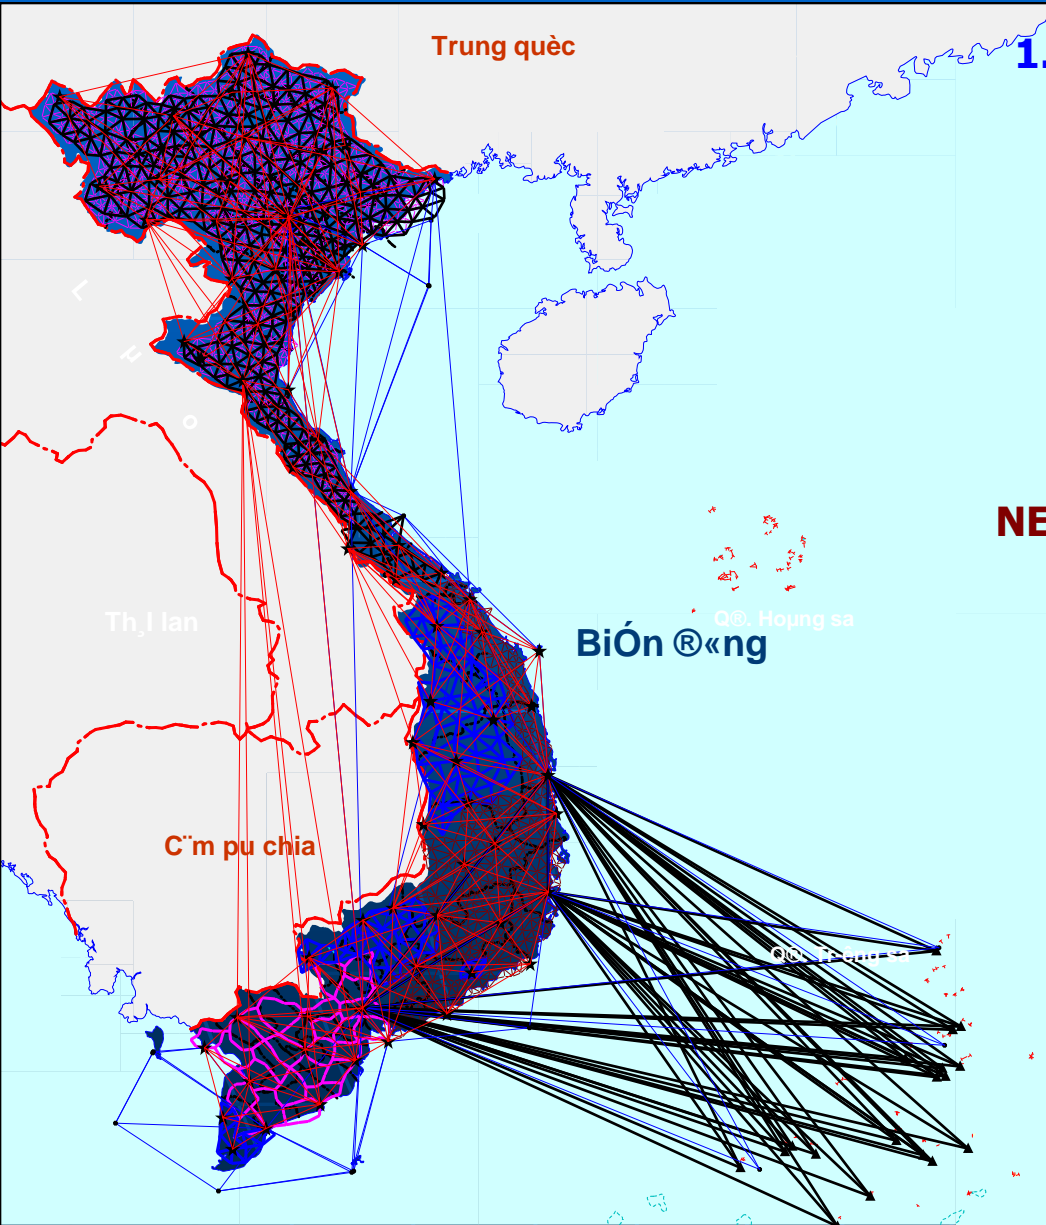 Trung quèc
1.
L
µ
o
NE
Th¸I lan
Q®. Hoµng sa
BiÓn ®«ng
C¨m pu chia